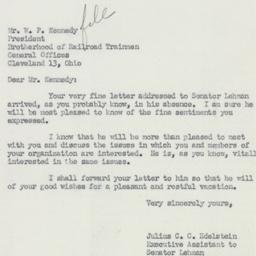 file
Mr. W. P. Kennedy
President
Brotherhood of Railroad Trainmen
General Offices
Cleveland 13, Ohio
Dear Mr. Kennedy:
Your very fine letter addressed to Senator Lehman
arrived, as you probably know, in his absence. I am sure he
will be most pleased to know of the fine sentiments you
expressed.
I know that he will be more than pleased to meet
with you and discuss the issues in which you and members of
your organization are interested. He is, as you know, vitall
interested in the same issues.
I shall forward your letter to him so that he will
of your good wishes for a pleasant and restful vacation.
Very sincerely yours,
Julius C. C. Edelstein
Executive Assistant to
Senator Lehman